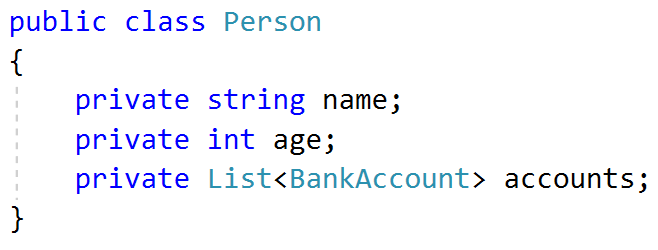 public class Person
{
    private string name;
    private int age;
    private List<BankAccount> accounts;
}